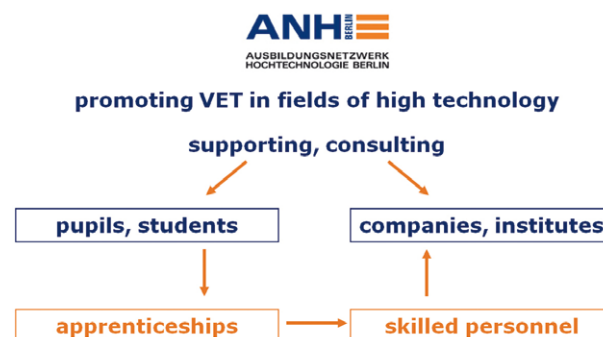 ANH BERLIN
AUSBILDUNGSNETZWERK
HOCHTECHNOLOGIE BERLIN
promoting VET in fields of high technology
supporting, consulting
pupils, students
companies, institutes
apprenticeships
skilled personnel